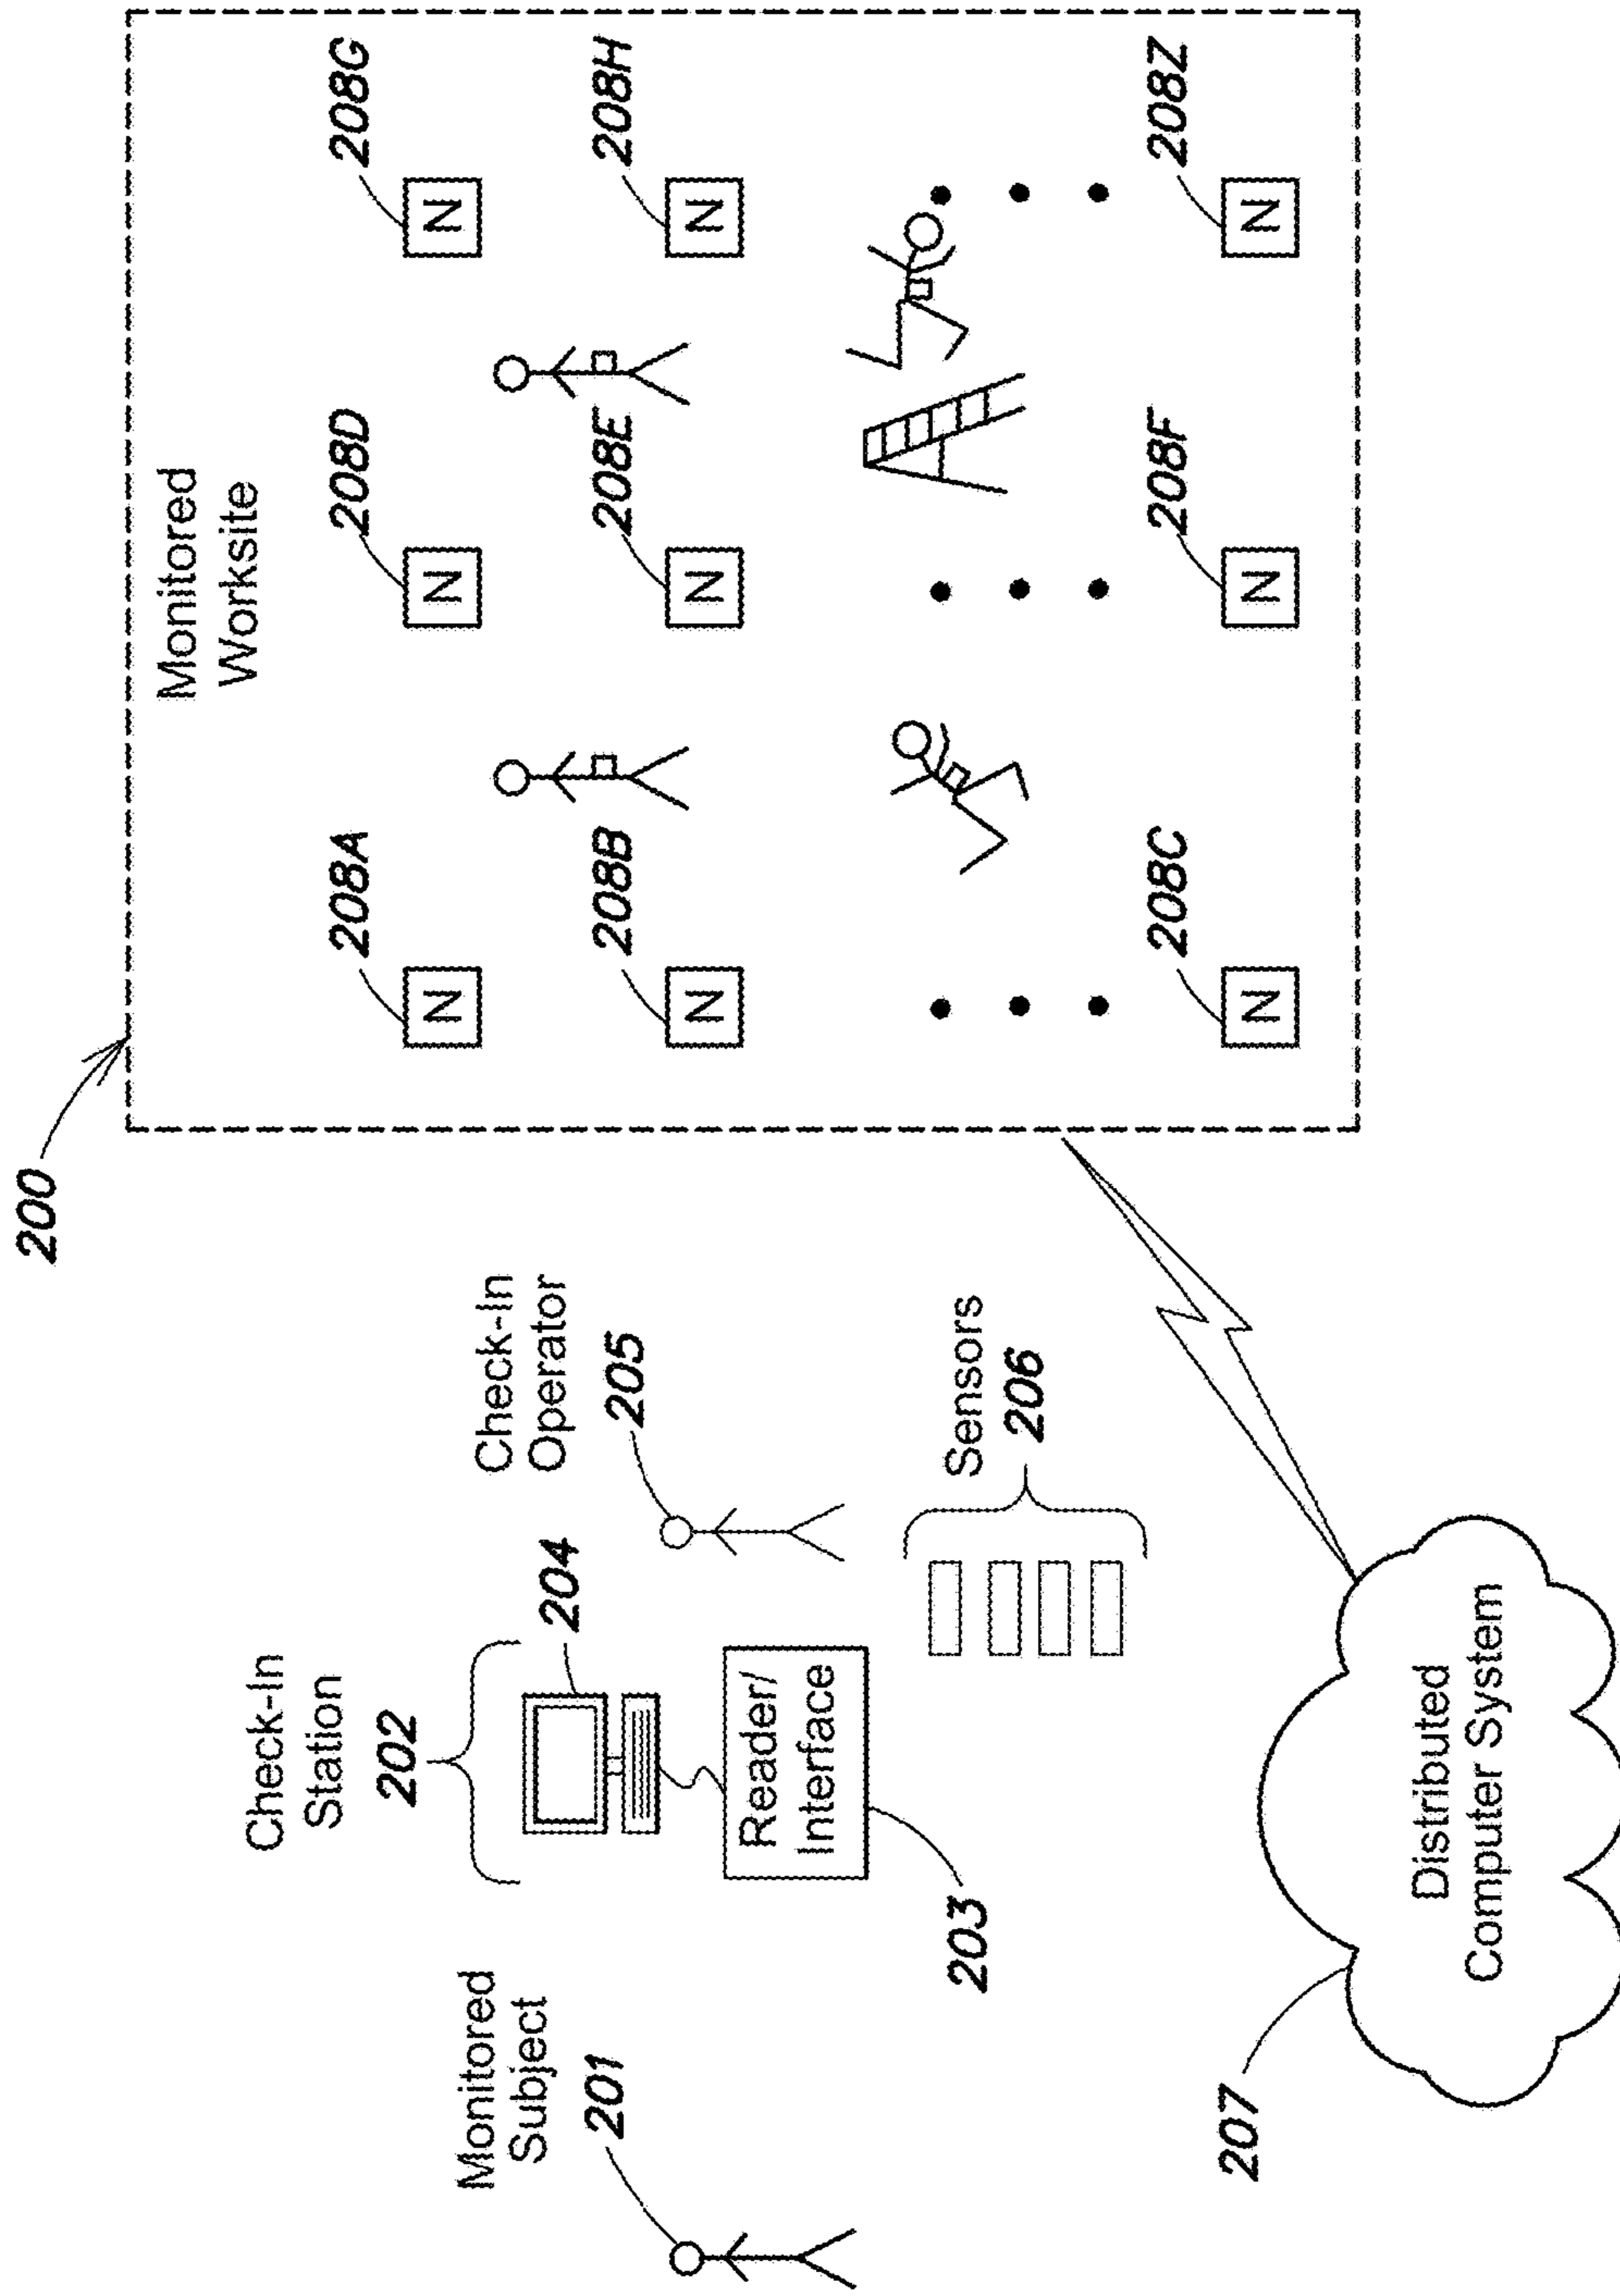 200
Monitored
Worksite
208A
208D
208G
N
N
N
208B
208E
208H
N
N
N
208C
208F
208Z
N
N
N
Check-In
Station
202
204
Check-In
Operator
205
Monitored
Subject
201
Reader/
Interface
203
Sensors
206
207
Distributed
Computer System